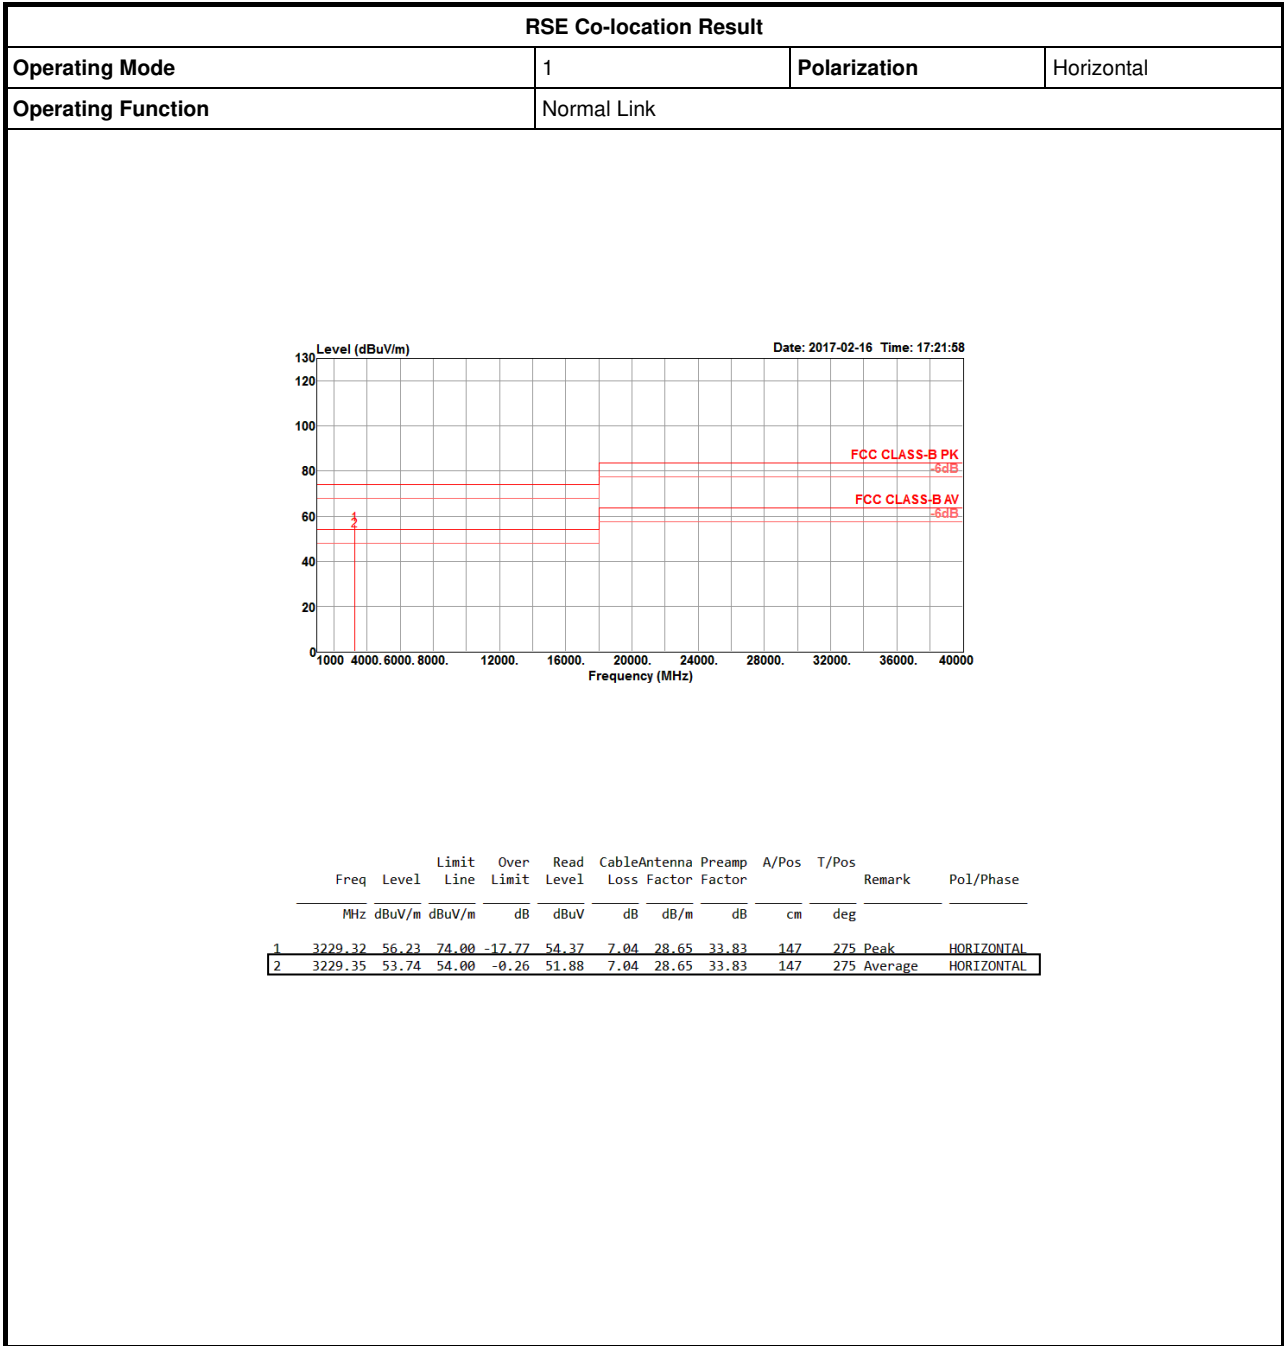 RSE Co-location Result
Operating Mode 1 Polarization Horizontal
Operating Function Normal Link
Level (dBuV/m) Date: 2017-02-16 Time: 17:21:58
130
120
100
FCC CLASS-B PK
80
-6dB
FCC CLASS-B AV
60
-6dB
1
2
40
20
0
1000 4000. 6000. 8000. 12000. 16000. 20000. 24000. 28000. 32000. 36000. 40000
Frequency (MHz)
Limit Over Read CableAntenna Preamp A/Pos T/Pos
Freq Level Line Limit Level Loss Factor Factor Remark Pol/Phase
MHz dBuV/m dBuV/m dB dBuV dB dB/m dB cm deg
1 3229.32 56.23 74.00 -17.77 54.37 7.04 28.65 33.83 147 275 Peak HORIZONTAL
2 3229.35 53.74 54.00 -0.26 51.88 7.04 28.65 33.83 147 275 Average HORIZONTAL